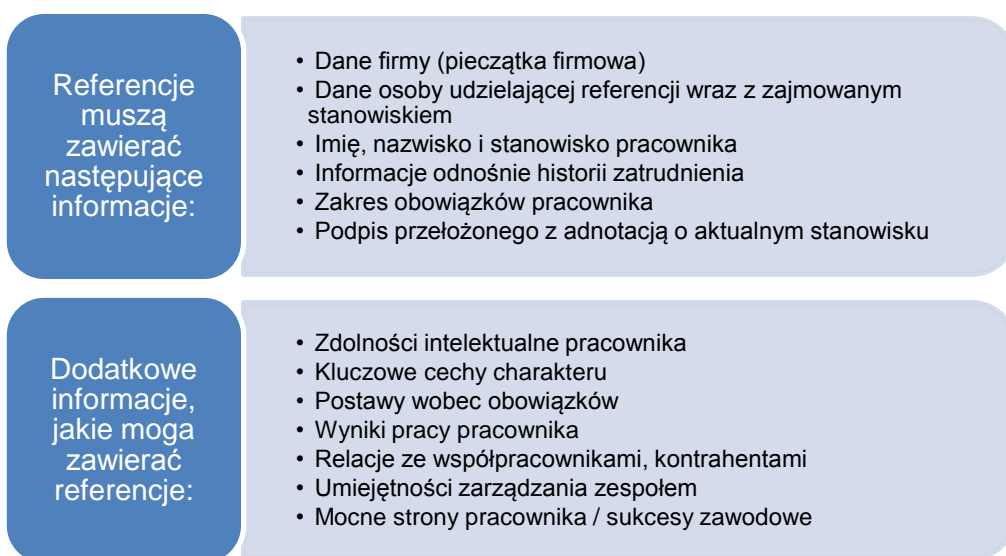 Referencje
muszą
zawierać
następujące
informacje:
• Dane firmy (pieczątka firmowa)
• Dane osoby udzielającej referencji wraz z zajmowanym
stanowiskiem
• Imię, nazwisko i stanowisko pracownika
• Informacje odnośnie historii zatrudnienia
• Zakres obowiązków pracownika
• Podpis przełożonego z adnotacją o aktualnym stanowisku
Dodatkowe
informacje,
jakie moga
zawierać
referencje:
• Zdolności intelektualne pracownika
• Kluczowe cechy charakteru
• Postawy wobec obowiązków
• Wyniki pracy pracownika
• Relacje ze współpracownikami, kontrahentami
• Umiejętności zarządzania zespołem
• Mocne strony pracownika / sukcesy zawodowe